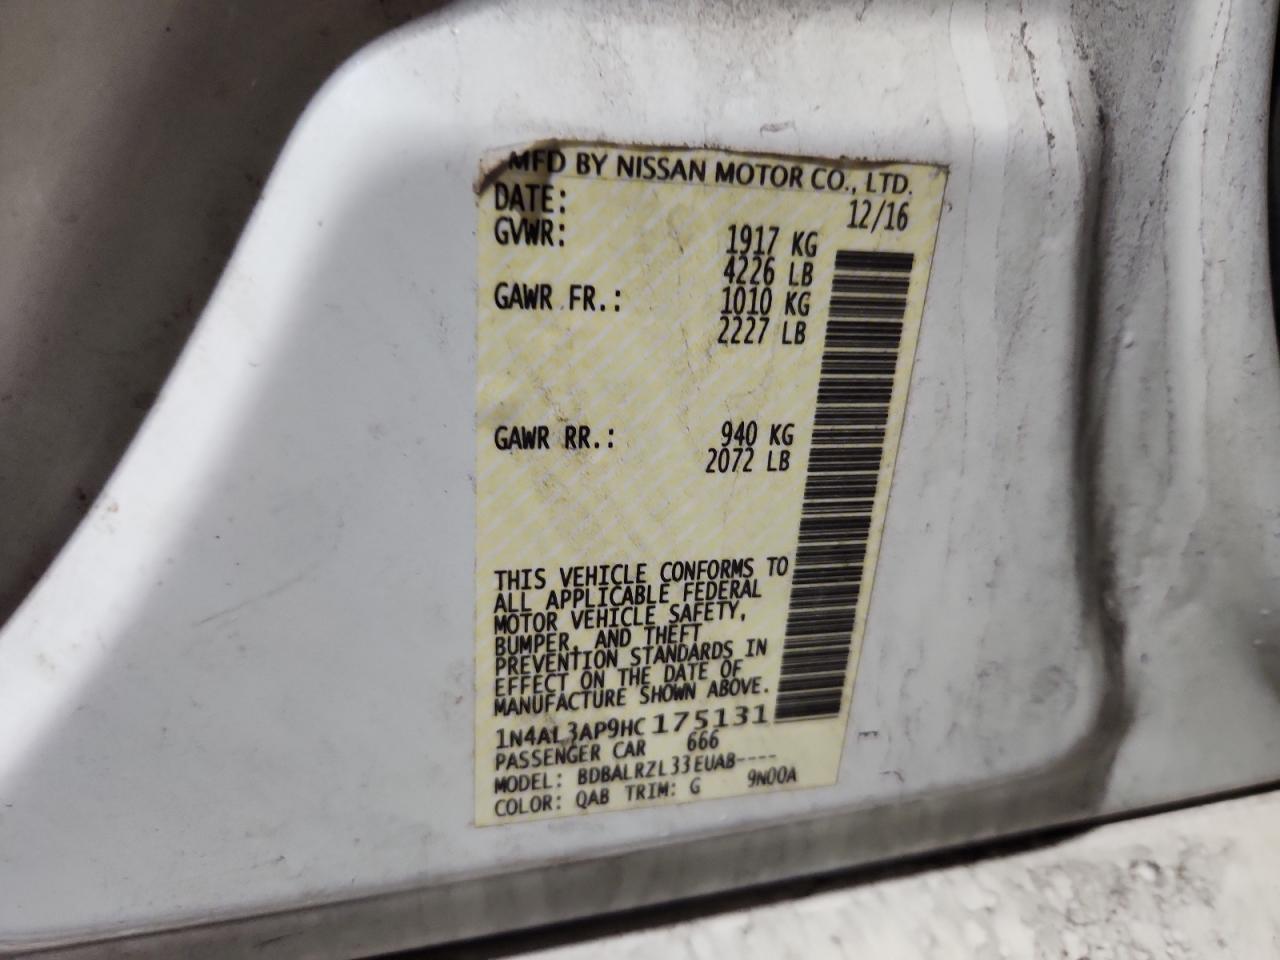 MFD BY NISSAN MOTOR CO., LTD.
DATE: 12/16
GVWR: 1917 KG
4226 LB
GAWR FR.: 1010 KG
2227 LB
GAWR RR.: 940 KG
2072 LB
THIS VEHICLE CONFORMS TO
ALL APPLICABLE FEDERAL
MOTOR VEHICLE SAFETY,
BUMPER, AND THEFT
PREVENTION STANDARDS IN
EFFECT ON THE DATE OF
MANUFACTURE SHOWN ABOVE.
1N4AL3AP9HC175131
PASSENGER CAR 666
MODEL: BDBALRZL33EUAB----
COLOR: QAB TRIM: G 9N00A